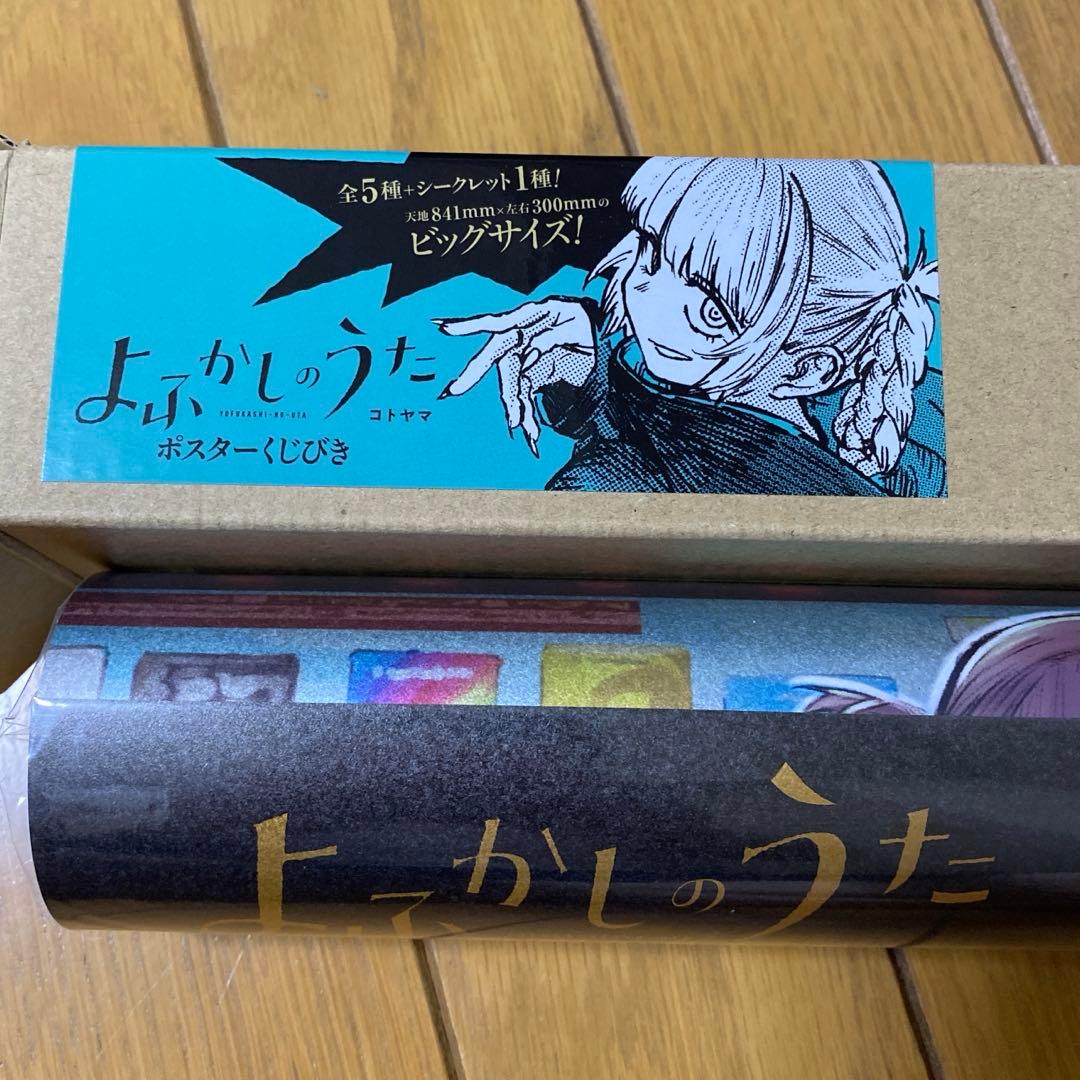 全5種+シークレット1種!
天地841mm×左右300mmの
ビッグサイズ!
よふかしのうた
YOFUKASHI-NO-UTA
コトヤマ
ポスターくじびき
よふかしのうた